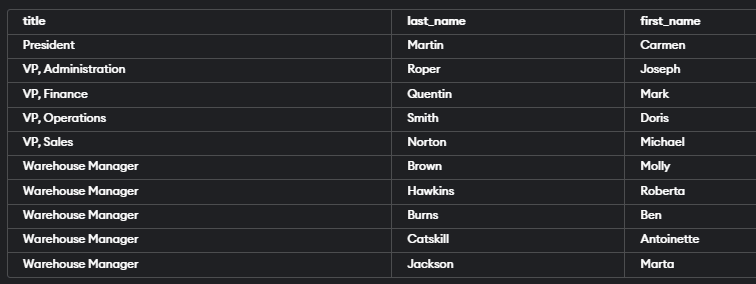 title last_name first_name
President Martin Carmen
VP, Administration Roper Joseph
VP, Finance Quentin Mark
VP, Operations Smith Doris
VP, Sales Norton Michael
Warehouse Manager Brown Molly
Warehouse Manager Hawkins Roberta
Warehouse Manager Burns Ben
Warehouse Manager Catskill Antoinette
Warehouse Manager Jackson Marta